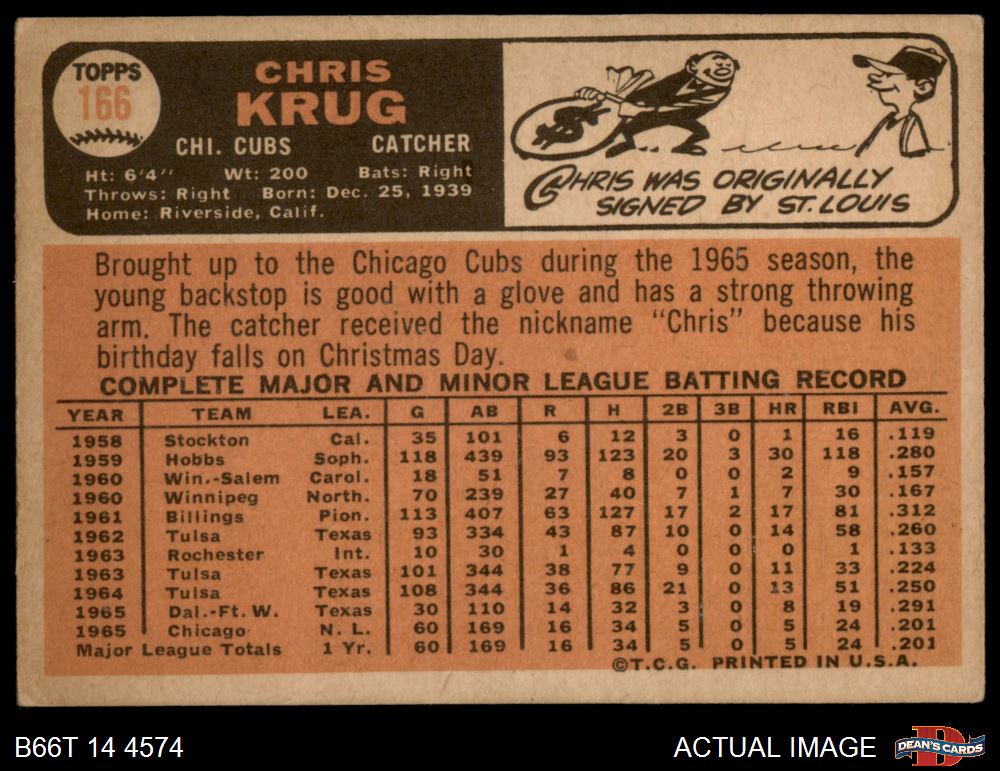 TOPPS
166
CHRIS
KRUG
CHI. CUBS CATCHER
Ht: 6'4" Wt: 200 Bats: Right
Throws: Right Born: Dec. 25, 1939
Home: Riverside, Calif.
$
CHRIS WAS ORIGINALLY
SIGNED BY ST. LOUIS
Brought up to the Chicago Cubs during the 1965 season, the
young backstop is good with a glove and has a strong throwing
arm. The catcher received the nickname "Chris" because his
birthday falls on Christmas Day.
COMPLETE MAJOR AND MINOR LEAGUE BATTING RECORD
YEAR TEAM LEA. G AB R H 2B 3B HR RBI AVG.
1958 Stockton Cal. 35 101 6 12 3 0 1 16 .119
1959 Hobbs Soph. 118 439 93 123 20 3 30 118 .280
1960 Win.-Salem Carol. 18 51 7 8 0 0 2 9 .157
1960 Winnipeg North. 70 239 27 40 7 1 7 30 .167
1961 Billings Pion. 113 407 63 127 17 2 17 81 .312
1962 Tulsa Texas 93 334 43 87 10 0 14 58 .260
1963 Rochester Int. 10 30 1 4 0 0 0 1 .133
1963 Tulsa Texas 101 344 38 77 9 0 11 33 .224
1964 Tulsa Texas 108 344 36 86 21 0 13 51 .250
1965 Dal.-Ft. W. Texas 30 110 14 32 3 0 8 19 .291
1965 Chicago N. L. 60 169 16 34 5 0 5 24 .201
Major League Totals 1 Yr. 60 169 16 34 5 0 5 24 .201
©T.C.G. PRINTED IN U.S.A.
B66T 14 4574 ACTUAL IMAGE
D
DEAN'S CARDS